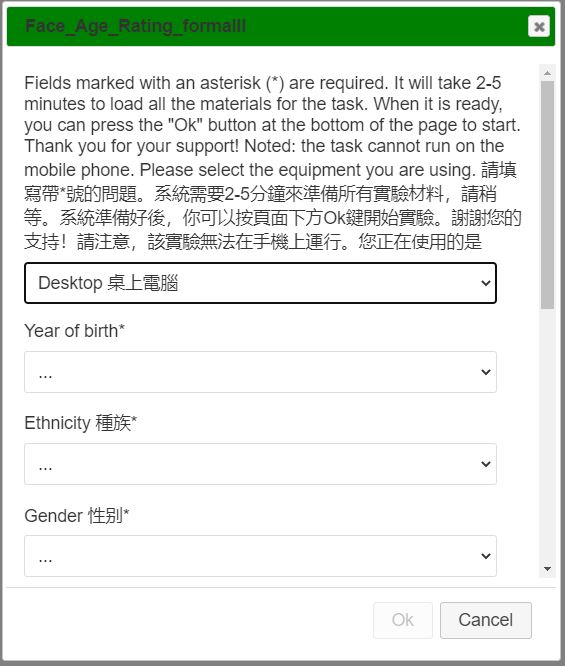 Face_Age_Rating_formalII
Fields marked with an asterisk (*) are required. It will take 2-5
minutes to load all the materials for the task. When it is ready,
you can press the "Ok" button at the bottom of the page to start.
Thank you for your support! Noted: the task cannot run on the
mobile phone. Please select the equipment you are using. 請填
寫帶*號的問題。系統需要2-5分鐘來準備所有實驗材料，請稍
等。系統準備好後，你可以按頁面下方Ok鍵開始實驗。謝謝您的
支持！請注意，該實驗無法在手機上運行。您正在使用的是
Desktop 桌上電腦
Year of birth*
...
Ethnicity 種族*
...
Gender 性別*
...
Ok
Cancel